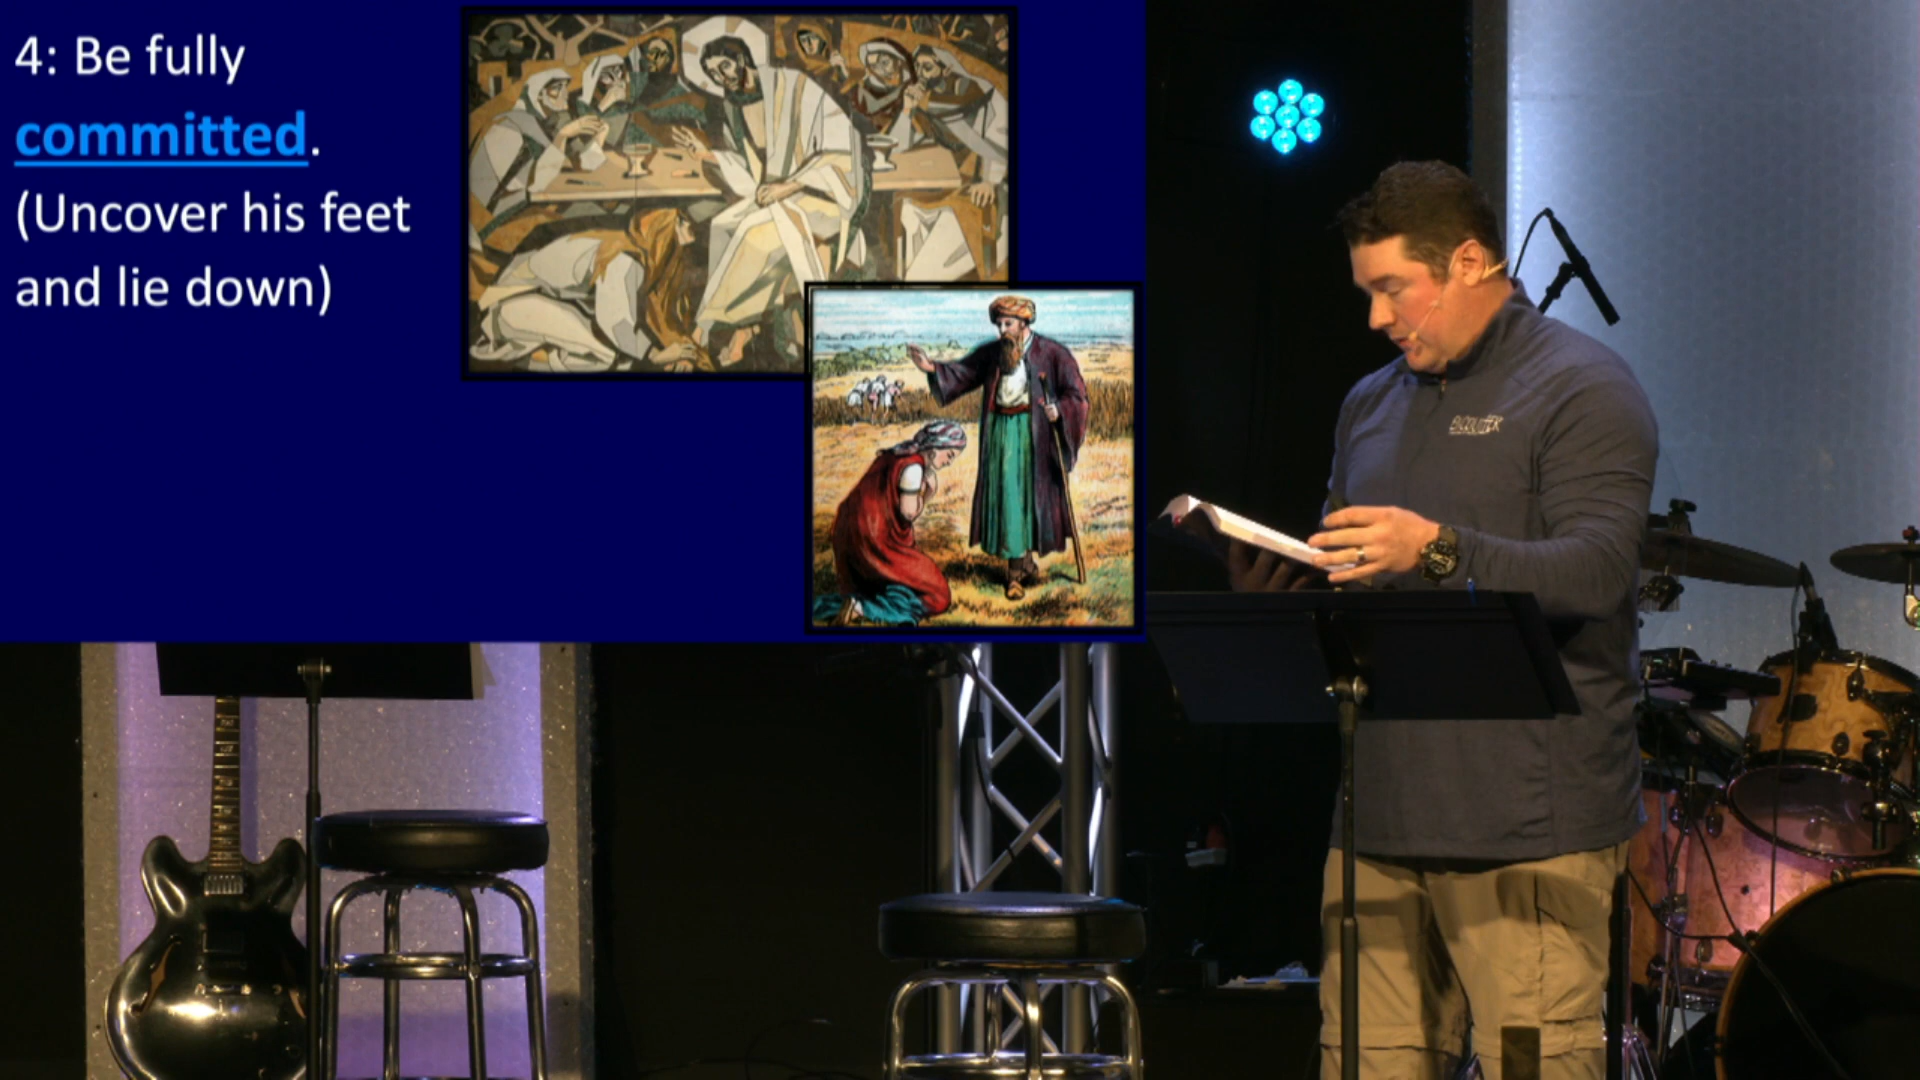 4: Be fully
committed.
(Uncover his feet
and lie down)